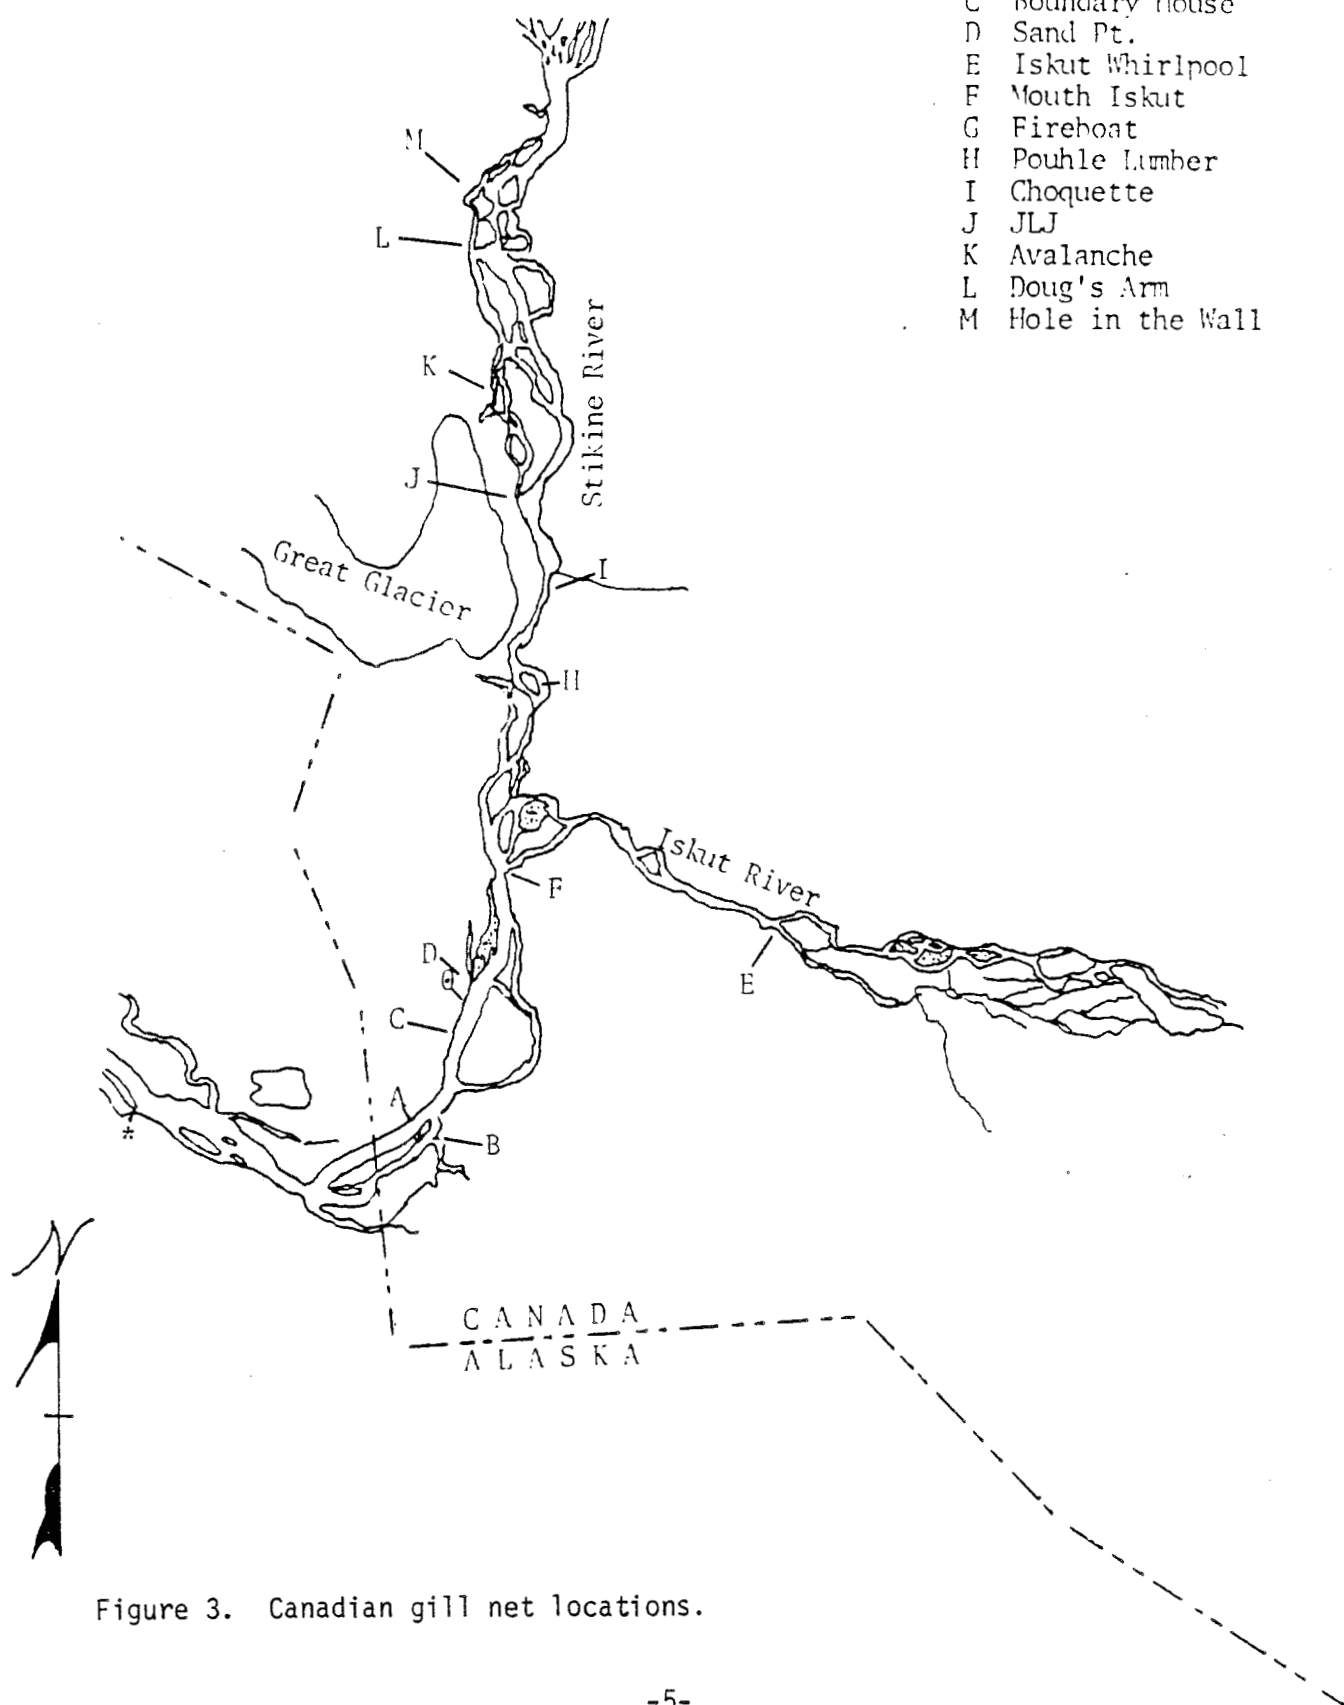 C Boundary House
D Sand Pt.
E Iskut Whirlpool
F Mouth Iskut
G Fireboat
H Pouhle Lumber
I Choquette
J JLJ
K Avalanche
L Doug's Arm
M Hole in the Wall
M
L
K
Stikine River
J
Great Glacier
I
H
Iskut River
F
D
E
C
A
*
B
N
CANADA
ALASKA
Figure 3. Canadian gill net locations.
-5-